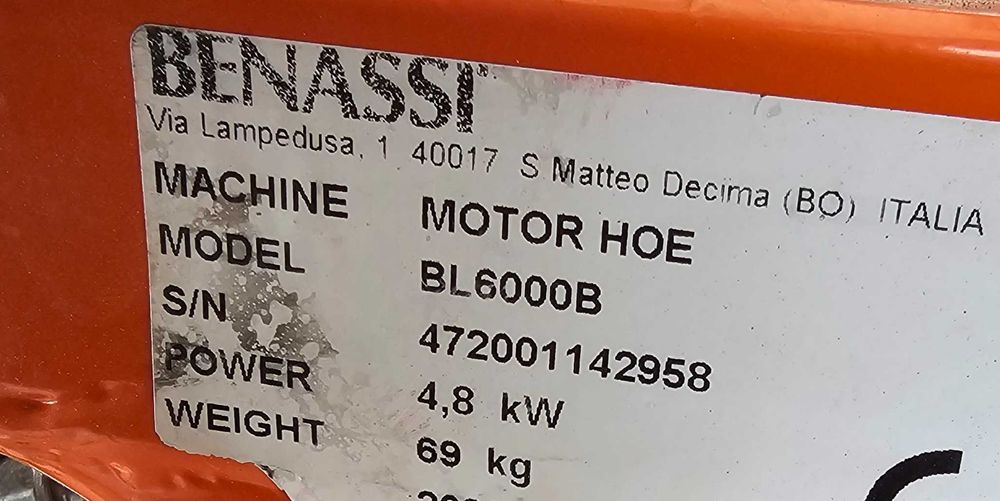 BENASSI
Via Lampedusa, 1 40017 S Matteo Decima (BO) ITALIA
MACHINE MOTOR HOE
MODEL BL6000B
S/N 472001142958
POWER 4,8 kW
WEIGHT 69 kg